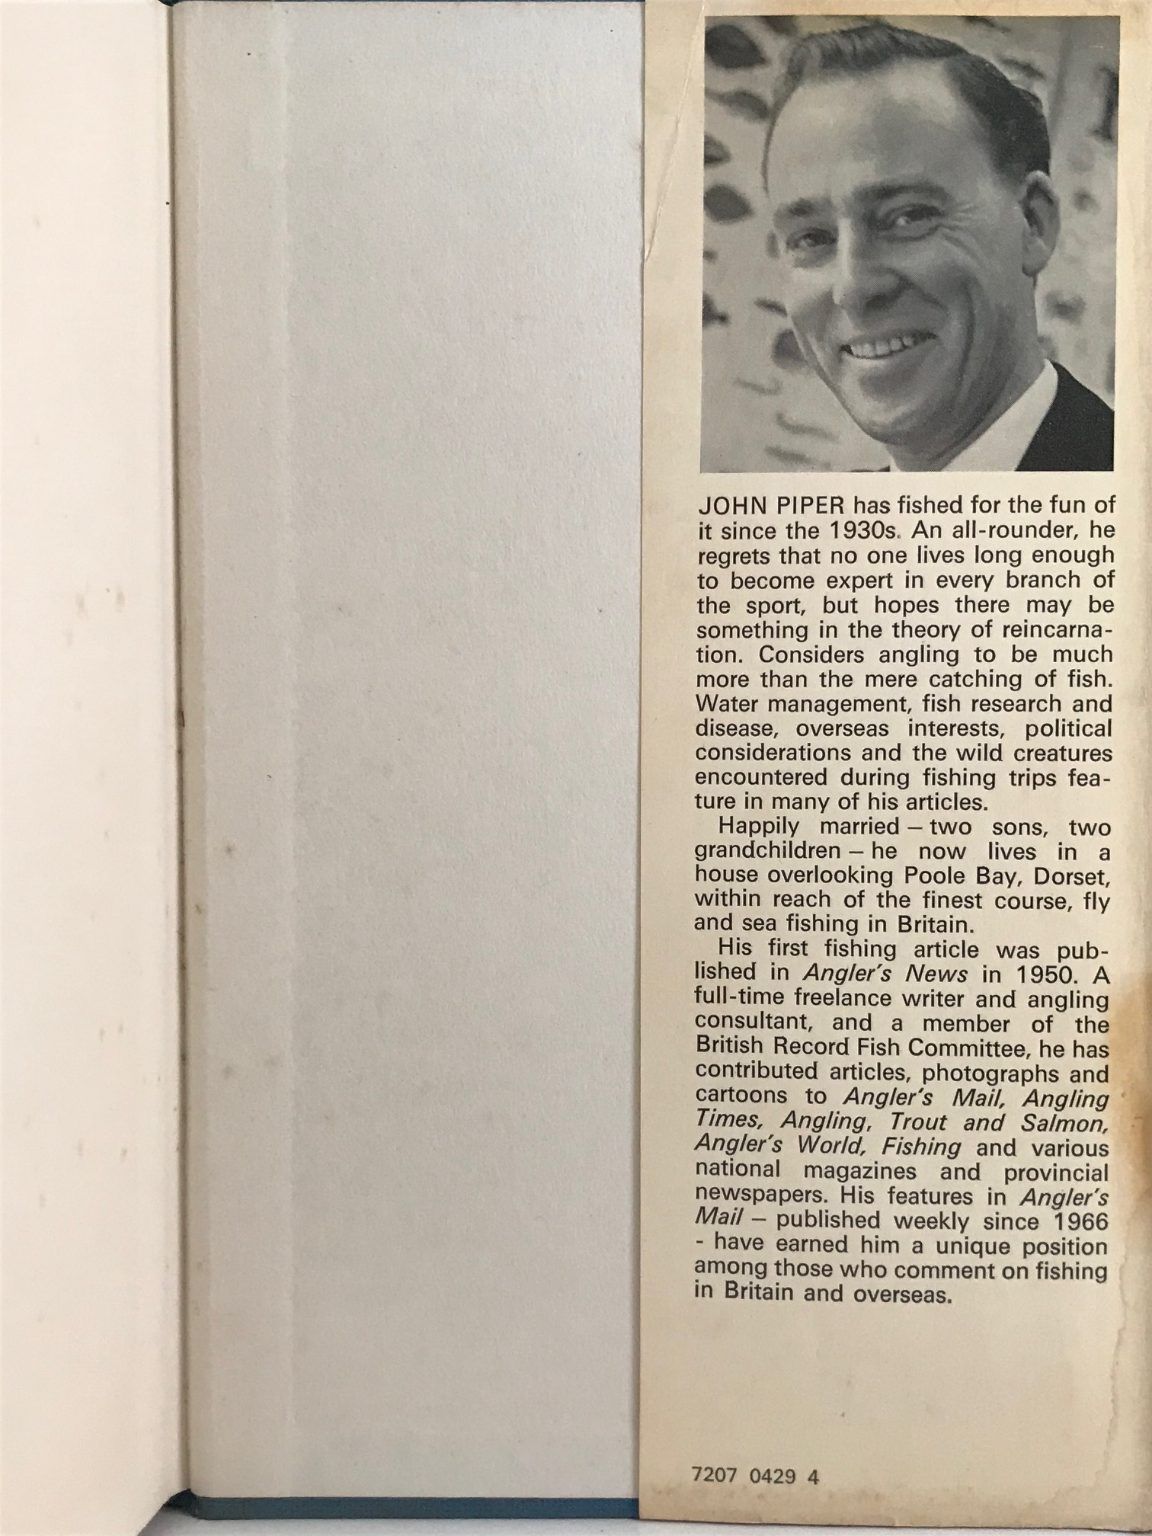 JOHN PIPER has fished for the fun of
it since the 1930s. An all-rounder, he
regrets that no one lives long enough
to become expert in every branch of
the sport, but hopes there may be
something in the theory of reincarna-
tion. Considers angling to be much
more than the mere catching of fish.
Water management, fish research and
disease, overseas interests, political
considerations and the wild creatures
encountered during fishing trips fea-
ture in many of his articles.
Happily married – two sons, two
grandchildren – he now lives in a
house overlooking Poole Bay, Dorset,
within reach of the finest course, fly
and sea fishing in Britain.
His first fishing article was pub-
lished in Angler's News in 1950. A
full-time freelance writer and angling
consultant, and a member of the
British Record Fish Committee, he has
contributed articles, photographs and
cartoons to Angler's Mail, Angling
Times, Angling, Trout and Salmon,
Angler's World, Fishing and various
national magazines and provincial
newspapers. His features in Angler's
Mail – published weekly since 1966
- have earned him a unique position
among those who comment on fishing
in Britain and overseas.
7207 0429 4